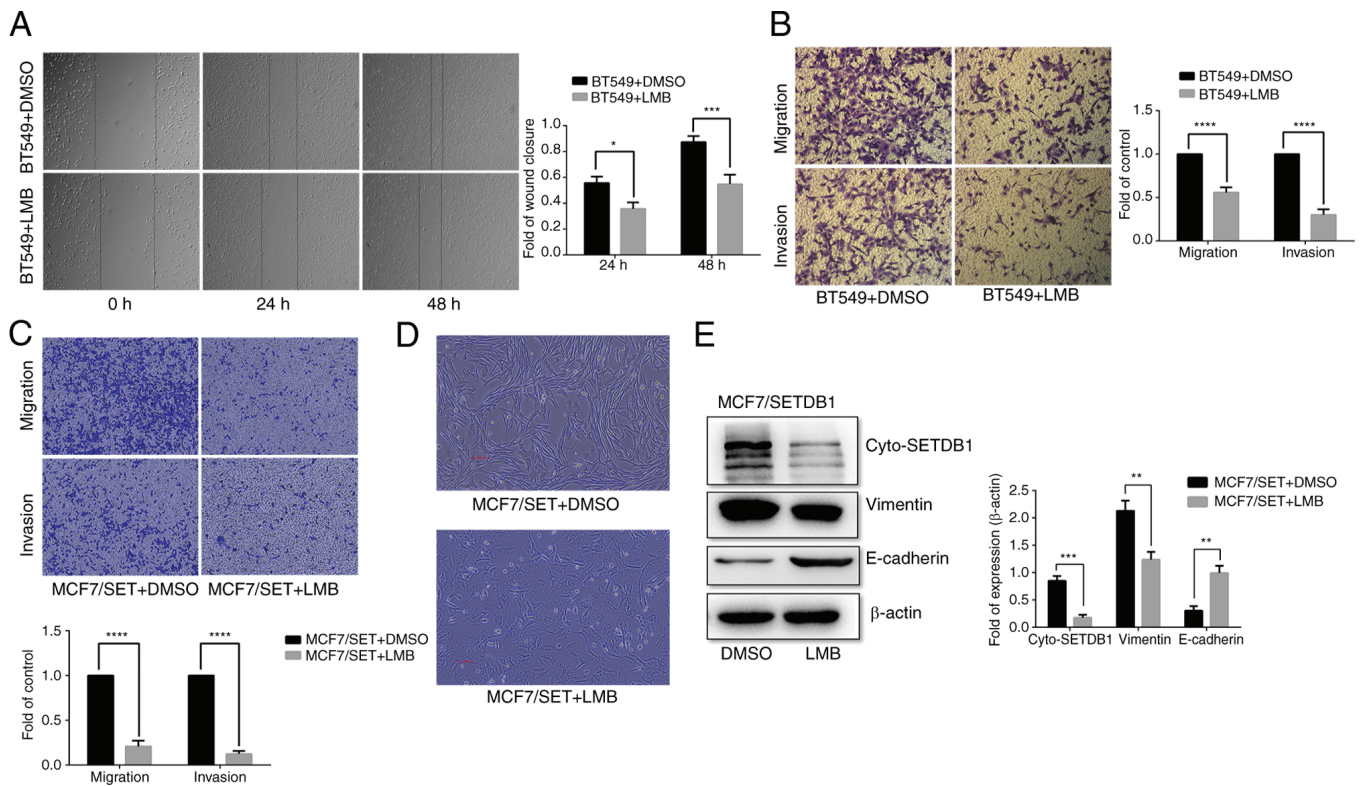 A
BT549+DMSO
BT549+LMB
0 h
24 h
48 h
BT549+DMSO
BT549+LMB
Fold of wound closure
1.0
0.8
0.6
0.4
0.2
0.0
*
***
24 h
48 h
B
Migration
Invasion
BT549+DMSO
BT549+LMB
BT549+DMSO
BT549+LMB
Fold of control
1.5
1.0
0.5
0.0
****
****
Migration
Invasion
C
Migration
Invasion
MCF7/SET+DMSO
MCF7/SET+LMB
MCF7/SET+DMSO
MCF7/SET+LMB
Fold of control
1.5
1.0
0.5
0.0
****
****
Migration
Invasion
D
MCF7/SET+DMSO
MCF7/SET+LMB
E
MCF7/SETDB1
Cyto-SETDB1
Vimentin
E-cadherin
β-actin
DMSO
LMB
MCF7/SET+DMSO
MCF7/SET+LMB
Fold of expression (β-actin)
2.5
2.0
1.5
1.0
0.5
0.0
***
**
**
Cyto-SETDB1
Vimentin
E-cadherin